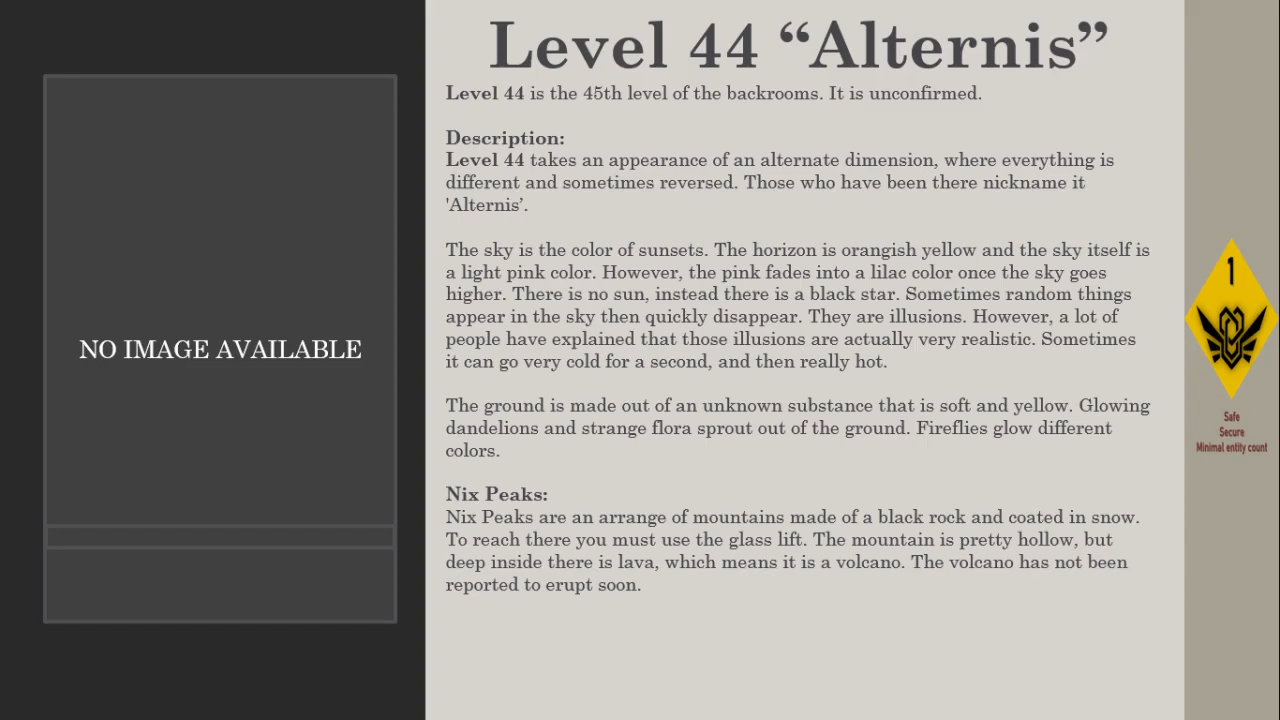 Level 44 “Alternis”
Level 44 is the 45th level of the backrooms. It is unconfirmed.
Description:
Level 44 takes an appearance of an alternate dimension, where everything is
different and sometimes reversed. Those who have been there nickname it
'Alternis’.
The sky is the color of sunsets. The horizon is orangish yellow and the sky itself is
a light pink color. However, the pink fades into a lilac color once the sky goes
higher. There is no sun, instead there is a black star. Sometimes random things
appear in the sky then quickly disappear. They are illusions. However, a lot of
people have explained that those illusions are actually very realistic. Sometimes
it can go very cold for a second, and then really hot.
The ground is made out of an unknown substance that is soft and yellow. Glowing
dandelions and strange flora sprout out of the ground. Fireflies glow different
colors.
Nix Peaks:
Nix Peaks are an arrange of mountains made of a black rock and coated in snow.
To reach there you must use the glass lift. The mountain is pretty hollow, but
deep inside there is lava, which means it is a volcano. The volcano has not been
reported to erupt soon.
NO IMAGE AVAILABLE
1
Safe
Secure
Minimal entity count